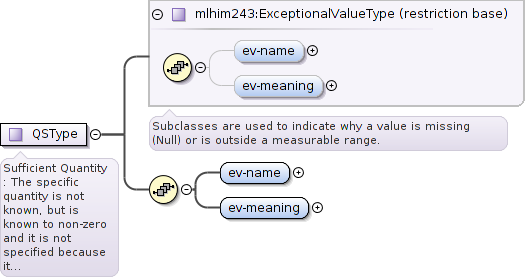 mlhim243:ExceptionalValueType (restriction base)
ev-name
ev-meaning
Subclasses are used to indicate why a value is missing
(Null) or is outside a measurable range.
QSType
Sufficient Quantity
: The specific
quantity is not
known, but is
known to non-zero
and it is not
specified because
it...
ev-name
ev-meaning